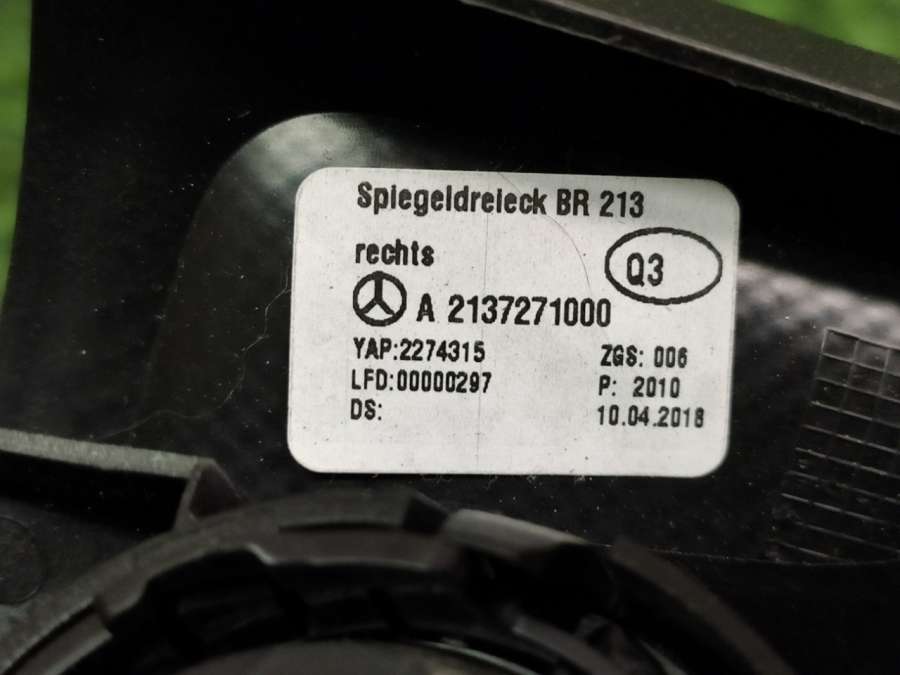 Spiegeldreieck BR 213
rechts
Q3
A 2137271000
YAP:2274315 ZGS: 006
LFD:00000297 P: 2010
DS: 10.04.2018